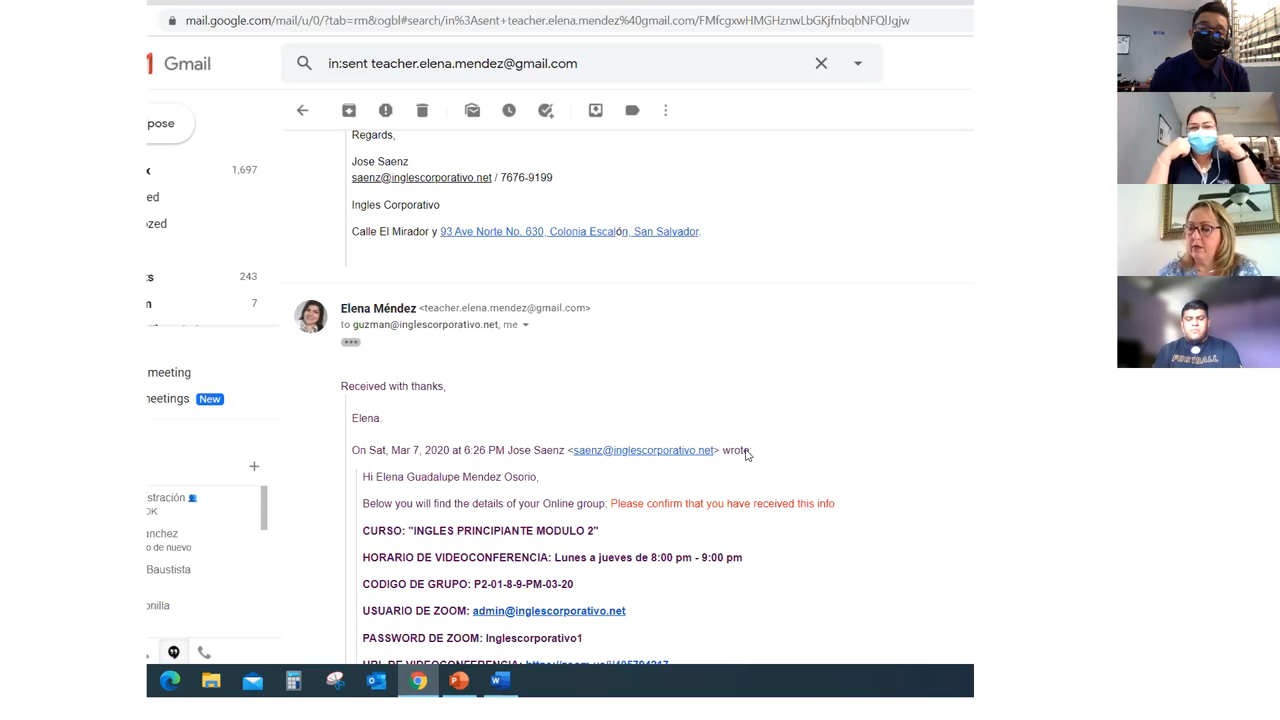 mail.google.com/mail/u/0/?tab=rm&ogbl#search/in%3Asent+teacher.elena.mendez%40gmail.com/FMfcgxwHMGHznwLbGKjfnbqbNFQlJgjw
Gmail
in:sent teacher.elena.mendez@gmail.com
pose
1,697
ed
ozed
ts
243
7
meeting
neetings New
istración
OK
anchez
o de nuevo
Bautista
onilla
Regards,
Jose Saenz
saenz@inglescorporativo.net / 7676-9199
Ingles Corporativo
Calle El Mirador y 93 Ave Norte No. 630, Colonia Escalón, San Salvador.
Elena Méndez <teacher.elena.mendez@gmail.com>
to guzman@inglescorporativo.net, me
Received with thanks,
Elena.
On Sat, Mar 7, 2020 at 6:26 PM Jose Saenz <saenz@inglescorporativo.net> wrote:
Hi Elena Guadalupe Mendez Osorio,
Below you will find the details of your Online group; Please confirm that you have received this info
CURSO: "INGLES PRINCIPIANTE MODULO 2"
HORARIO DE VIDEOCONFERENCIA: Lunes a jueves de 8:00 pm - 9:00 pm
CODIGO DE GRUPO: P2-01-8-9-PM-03-20
USUARIO DE ZOOM: admin@inglescorporativo.net
PASSWORD DE ZOOM: Inglescorporativo1
URL DE VIDEOCONFERENCIA:
FOOTBALL